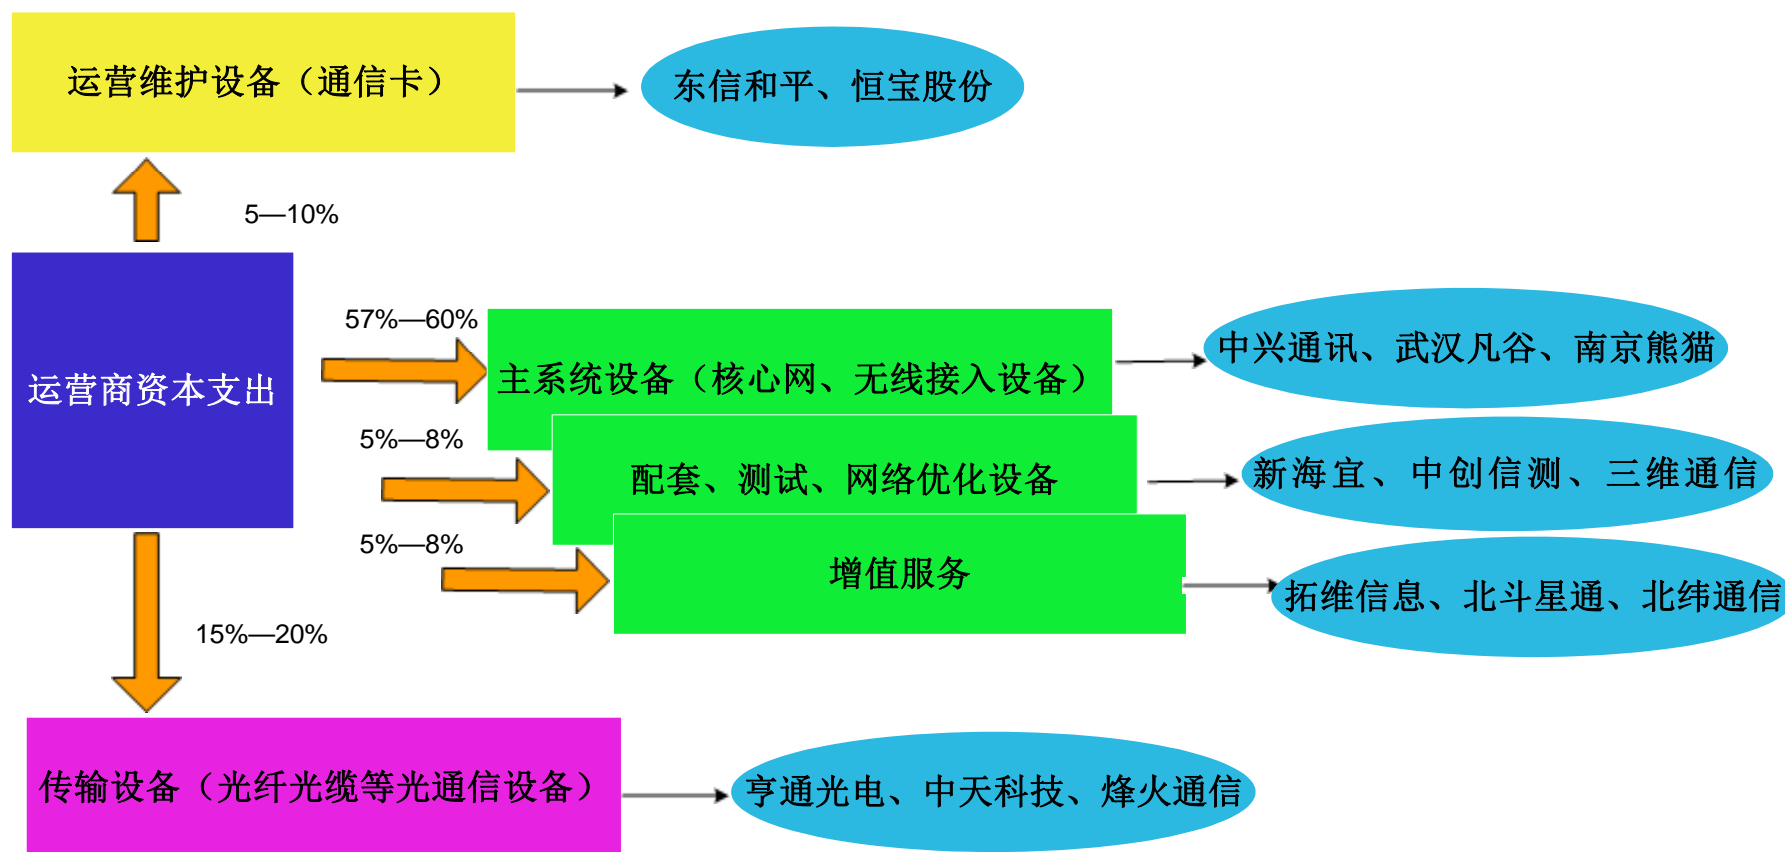 运营维护设备（通信卡）
东信和平、恒宝股份
5—10%
运营商资本支出
57%—60%
主系统设备（核心网、无线接入设备）
中兴通讯、武汉凡谷、南京熊猫
5%—8%
配套、测试、网络优化设备
新海宜、中创信测、三维通信
5%—8%
增值服务
拓维信息、北斗星通、北纬通信
15%—20%
传输设备（光纤光缆等光通信设备）
亨通光电、中天科技、烽火通信